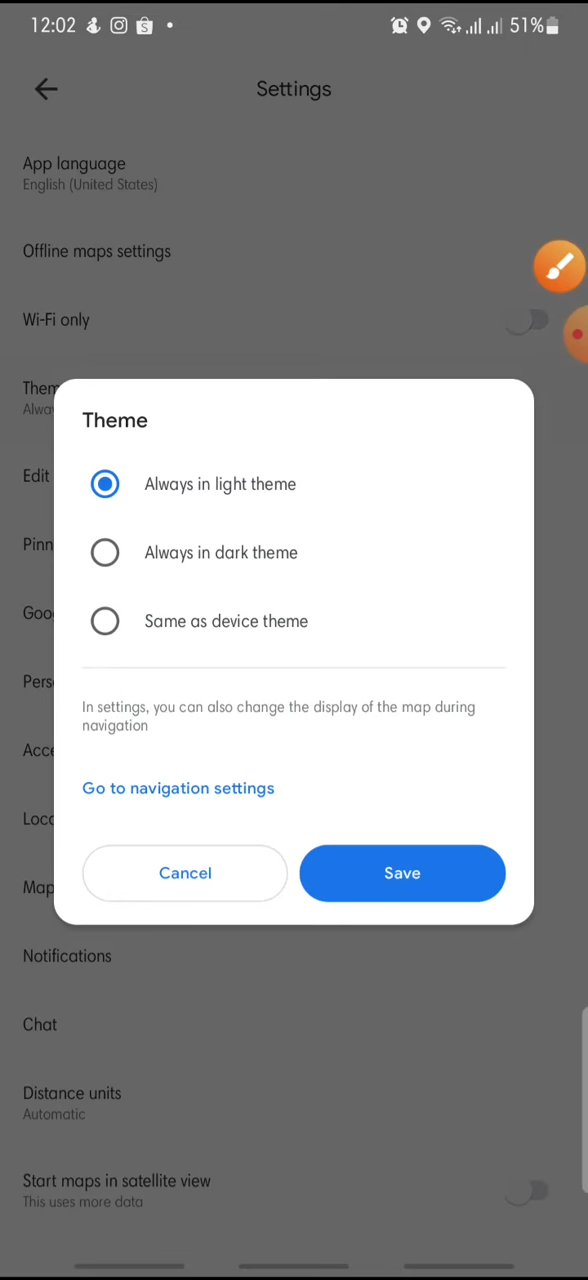 12:02
51%
Settings
App language
English (United States)
Offline maps settings
Wi-Fi only
Theme
In settings, you can also change the display of the map during
navigation
Always in light theme
Always in dark theme
Same as device theme
Go to navigation settings
Cancel
Save
Edit
Notifications
Chat
Distance units
Automatic
Start maps in satellite view
This uses more data